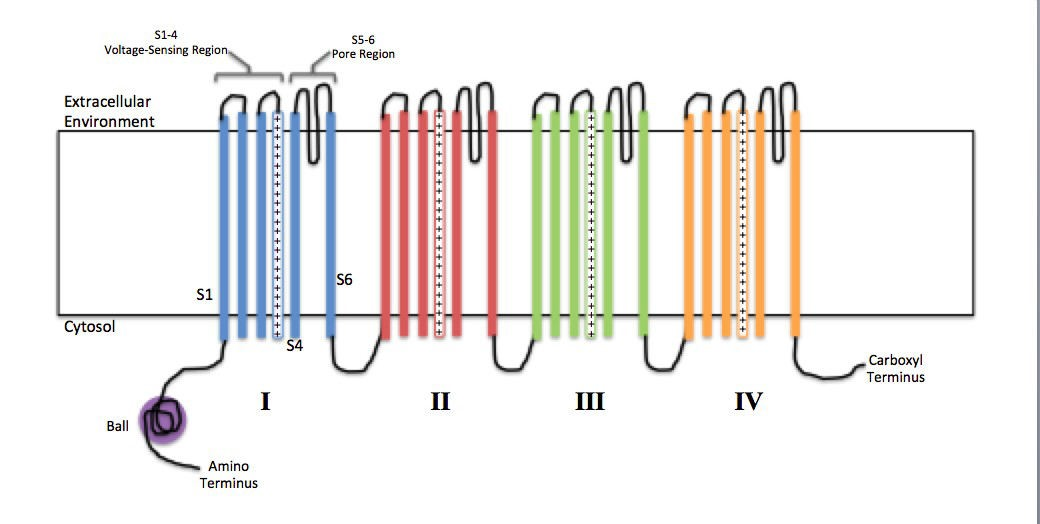 S1-4
Voltage-Sensing Region
S5-6
Pore Region
Extracellular
Environment
S1
S6
Cytosol
S4
Carboxyl
Terminus
I
II
III
IV
Ball
Amino
Terminus